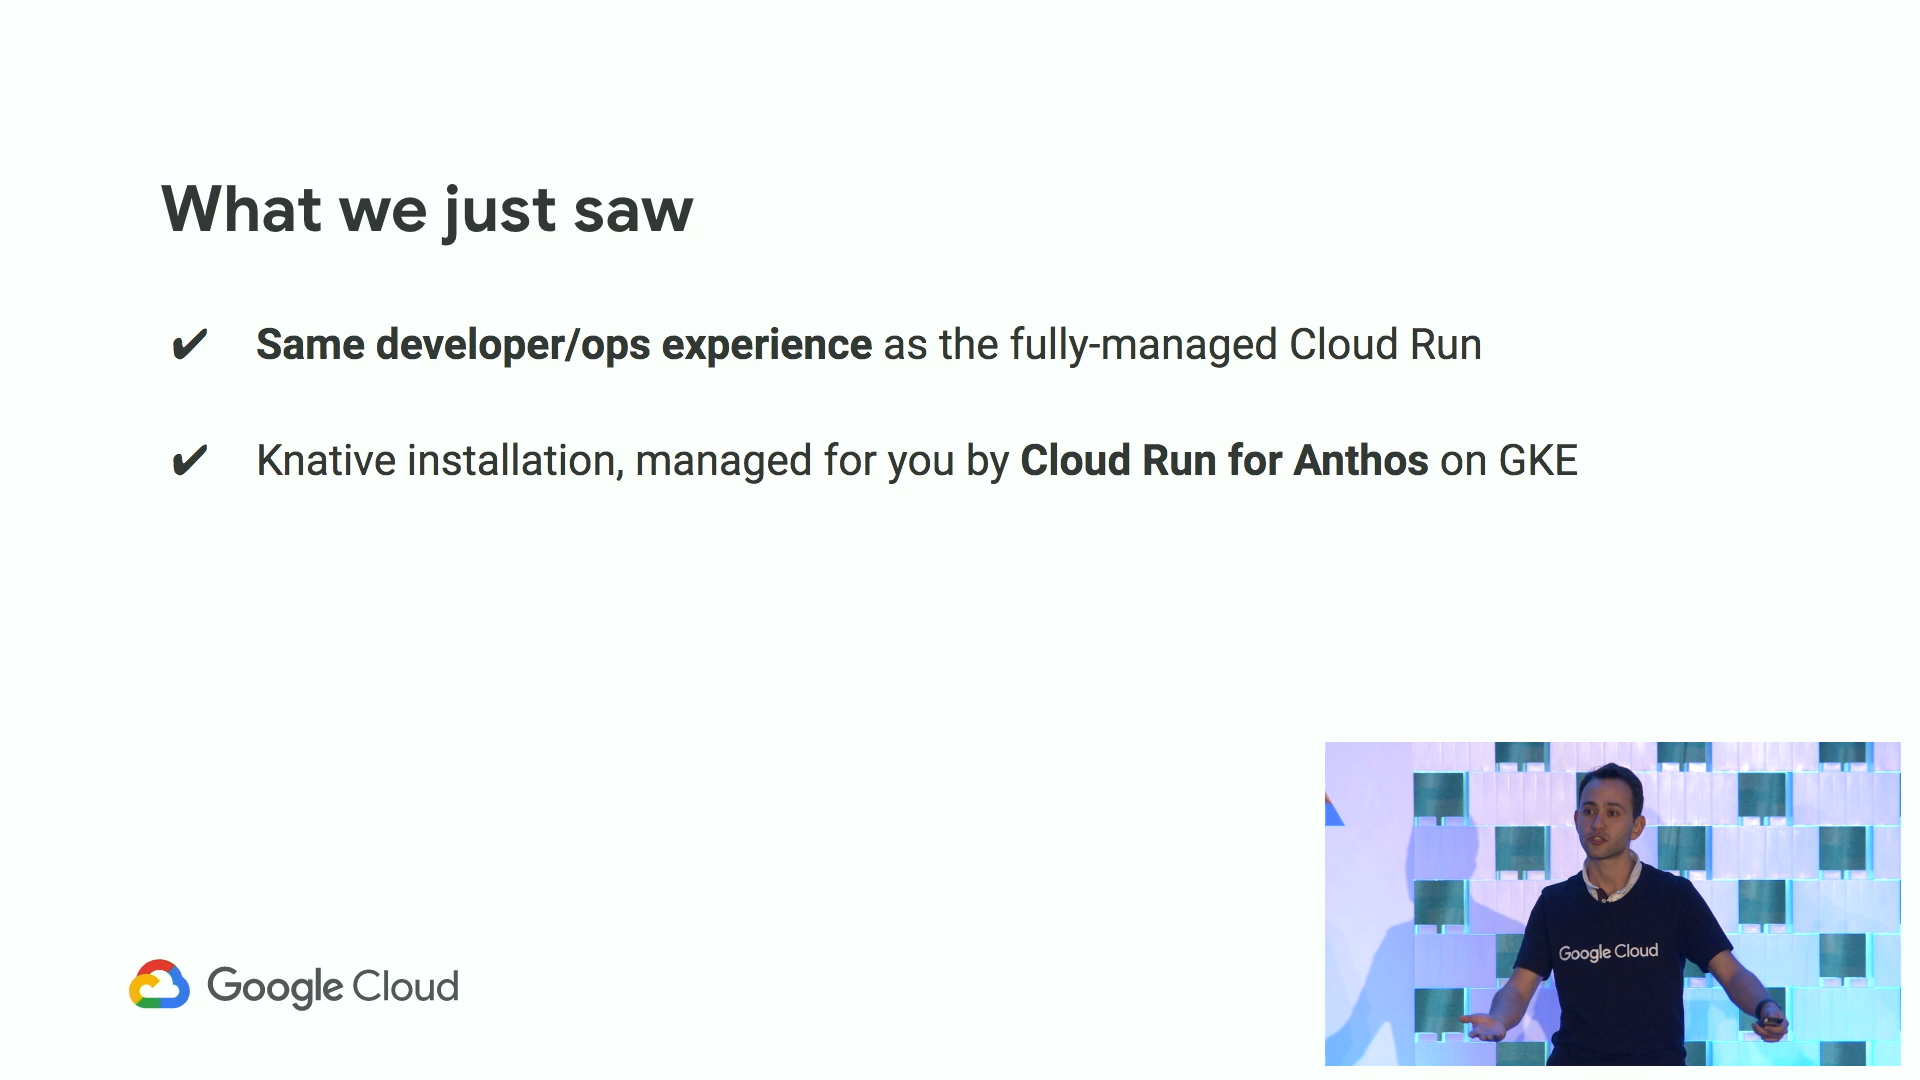 What we just saw
✔ Same developer/ops experience as the fully-managed Cloud Run
✔ Knative installation, managed for you by Cloud Run for Anthos on GKE
Google Cloud
Google Cloud